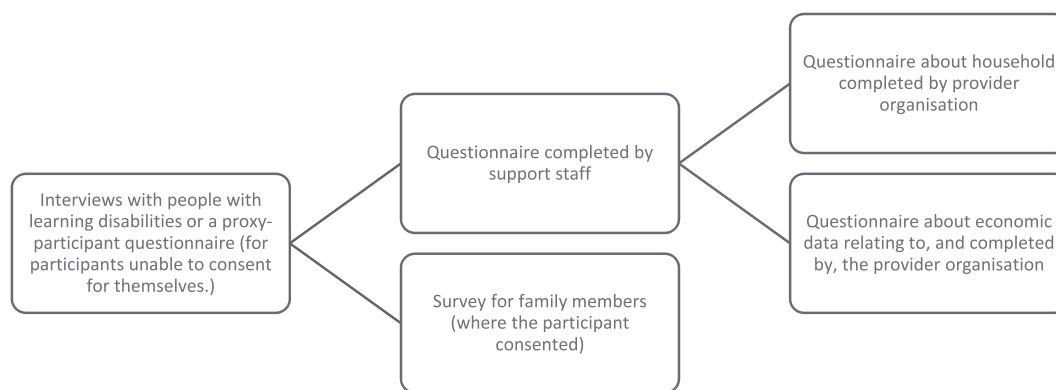 Interviews with people with
learning disabilities or a proxy-
participant questionnaire (for
participants unable to consent
for themselves.)
Questionnaire completed by
support staff
Survey for family members
(where the participant
consented)
Questionnaire about household
completed by provider
organisation
Questionnaire about economic
data relating to, and completed
by, the provider organisation